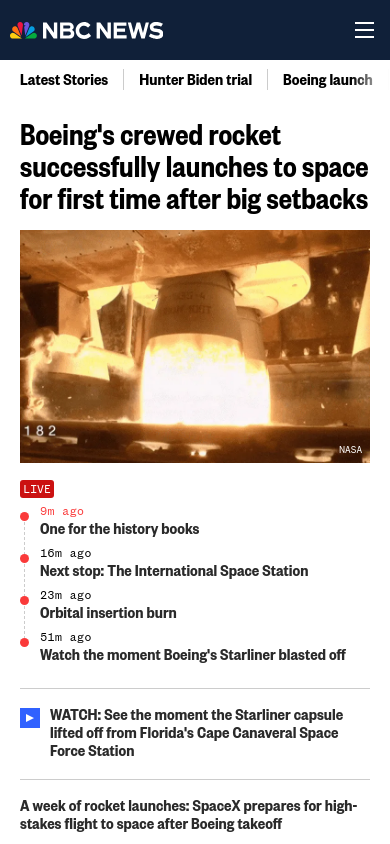 NBC NEWS
Latest Stories
Hunter Biden trial
Boeing launch
Boeing's crewed rocket
successfully launches to space
for first time after big setbacks
182
NASA
LIVE
9m ago
One for the history books
16m ago
Next stop: The International Space Station
23m ago
Orbital insertion burn
51m ago
Watch the moment Boeing's Starliner blasted off
WATCH: See the moment the Starliner capsule
lifted off from Florida's Cape Canaveral Space
Force Station
A week of rocket launches: SpaceX prepares for high-
stakes flight to space after Boeing takeoff